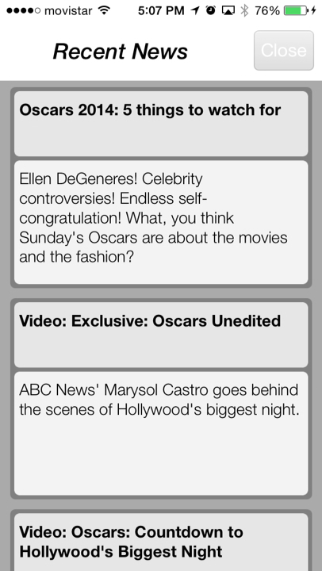 movistar 5:07 PM 76%
Recent News Close
Oscars 2014: 5 things to watch for
Ellen DeGeneres! Celebrity
controversies! Endless self-
congratulation! What, you think
Sunday's Oscars are about the movies
and the fashion?
Video: Exclusive: Oscars Unedited
ABC News' Marysol Castro goes behind
the scenes of Hollywood's biggest night.
Video: Oscars: Countdown to
Hollywood's Biggest Night